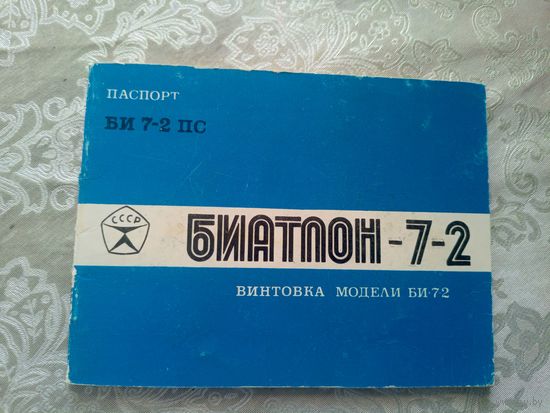 ПАСПОРТ
БИ 7-2 ПС
СССР
БИАТЛОН-7-2
ВИНТОВКА МОДЕЛИ БИ-72